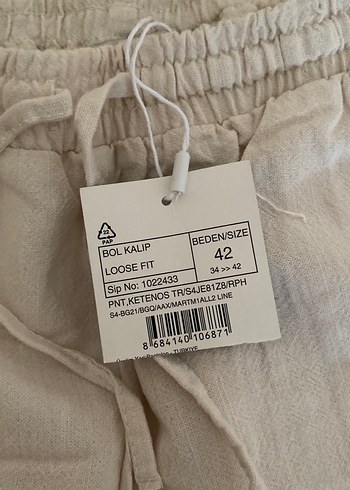 22
PAP
BOL KALIP
LOOSE FIT
Sip No: 1022433
BEDEN/SIZE
42
34 >> 42
PNT,KETENOS TR/S4JE81Z8/RPH
S4-BG21/BGQ/AAX/MARTM1ALL2 LINE
8 684140 106871
TURKIYE